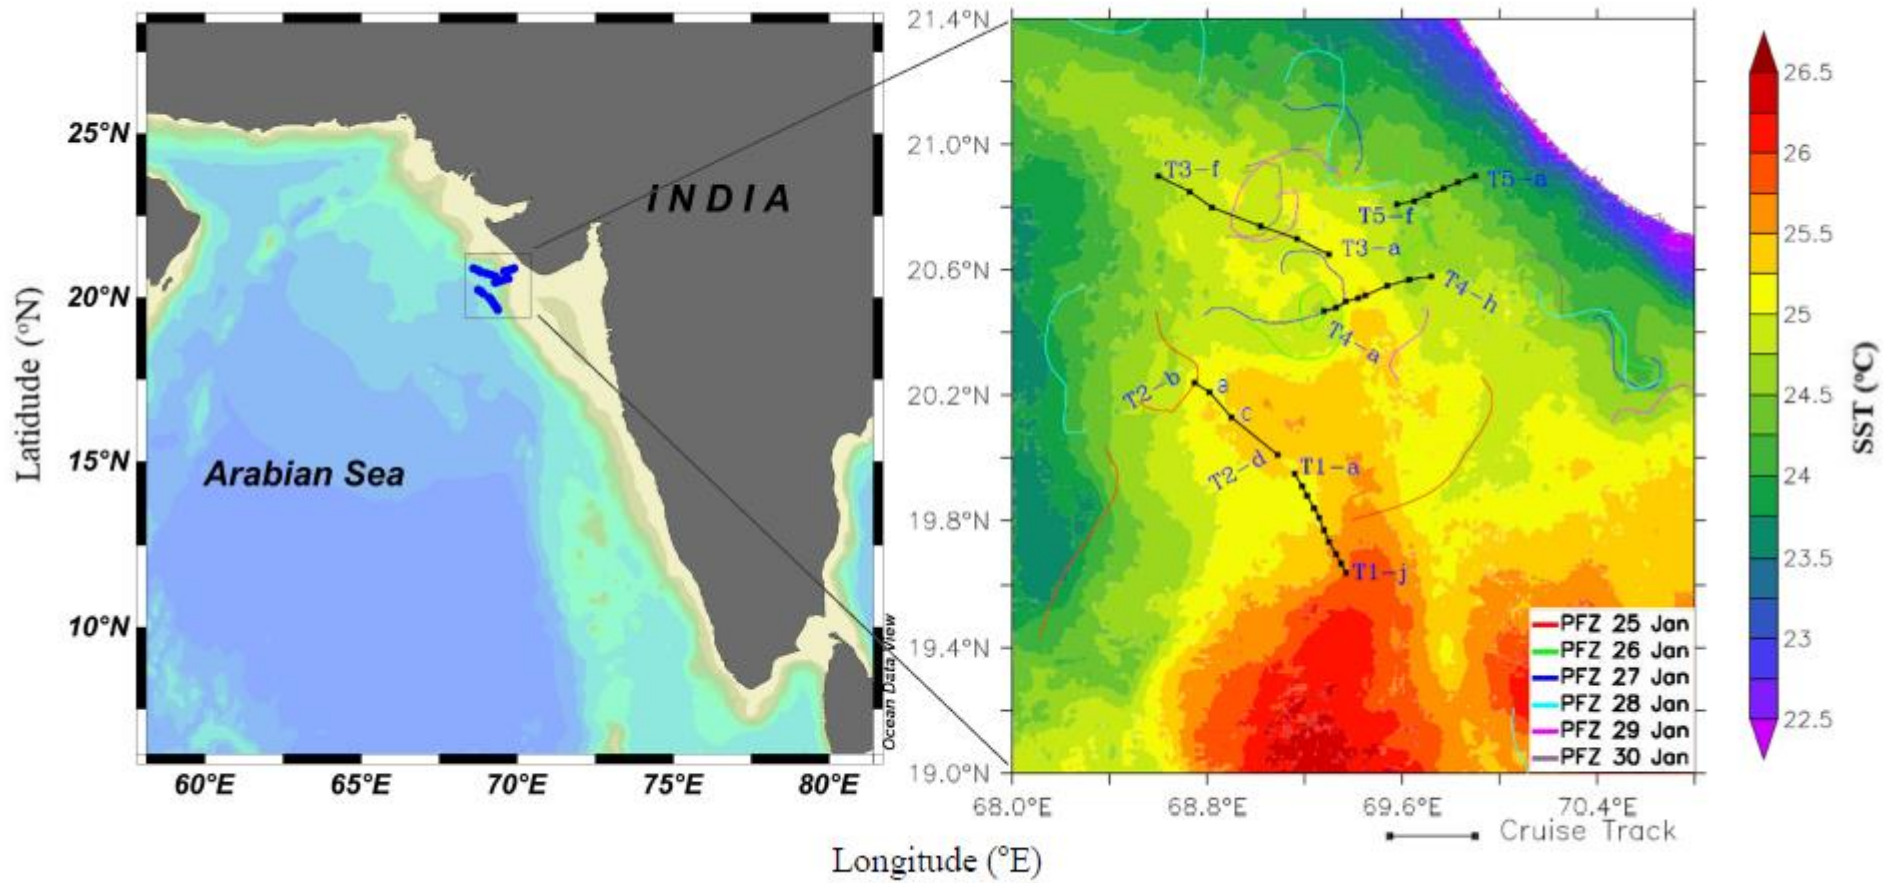 Latidude (°N)
25°N
20°N
15°N
10°N
60°E
65°E
70°E
75°E
80°E
iNDIA
Arabian Sea
Ocean Data View
21.4°N
21.0°N
20.6°N
20.2°N
19.8°N
19.4°N
19.0°N
68.0°E
68.8°E
69.6°E
70.4°E
T3-f
T5-a
T5-f
T3-a
T4-h
T4-a
T2-b
a
c
T2-d
T1-a
T1-j
PFZ 25 Jan
PFZ 26 Jan
PFZ 27 Jan
PFZ 28 Jan
PFZ 29 Jan
PFZ 30 Jan
26.5
26
25.5
25
24.5
24
23.5
23
22.5
SST (°C)
Cruise Track
Longitude (°E)